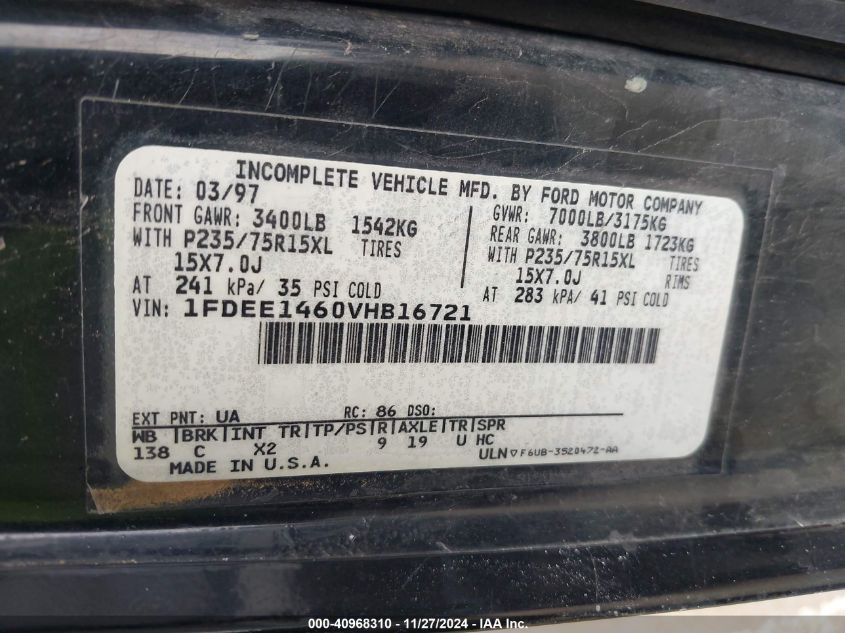 INCOMPLETE VEHICLE MFD. BY FORD MOTOR COMPANY
DATE: 03/97 GVWR: 7000LB/3175KG
FRONT GAWR: 3400LB 1542KG REAR GAWR: 3800LB 1723KG
WITH P235/75R15XL TIRES WITH P235/75R15XL TIRES
15X7.0J 15X7.0J RIMS
AT 241 kPa/ 35 PSI COLD AT 283 kPA/ 41 PSI COLD
VIN: 1FDEE1460VHB16721
EXT PNT: UA RC: 86 DSO:
WB |BRK|INT TR|TP/PS|R|AXLE|TR|SPR
138 C X2 9 19 U HC
MADE IN U.S.A. ULN F6UB-3520472-AA
000-40968310 - 11/27/2024 - IAA Inc.